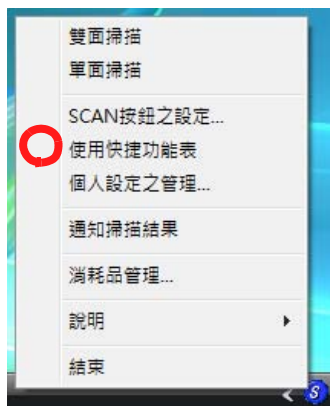 雙面掃描
單面掃描
SCAN按鈕之設定...
使用快捷功能表
個人設定之管理...
通知掃描結果
消耗品管理...
說明
結束
S